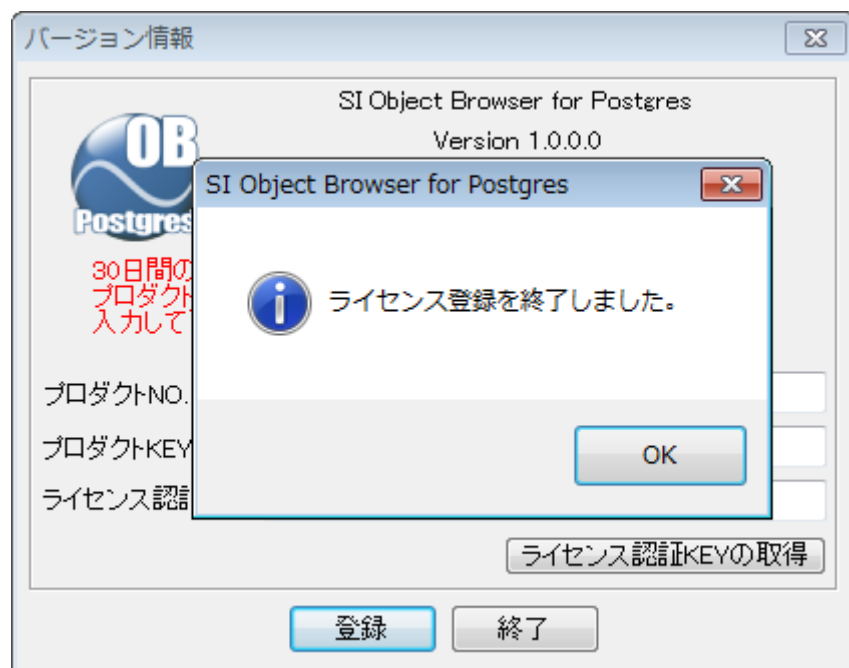 バージョン情報
SI Object Browser for Postgres
Version 1.0.0.0
OB
Postgres
SI Object Browser for Postgres
30日間の
プロダクト
入力して
ライセンス登録を終了しました。
プロダクトNO.
プロダクトKEY
OK
ライセンス認証
ライセンス認証KEYの取得
登録
終了